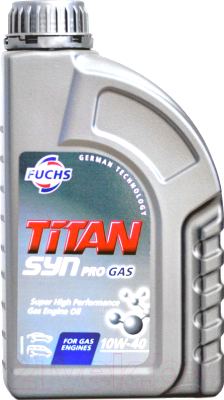 FUCHS
GERMAN TECHNOLOGY
TITAN
SYN PRO GAS
Super High Performance
Gas Engine Oil
FOR GAS
ENGINES
10W-40